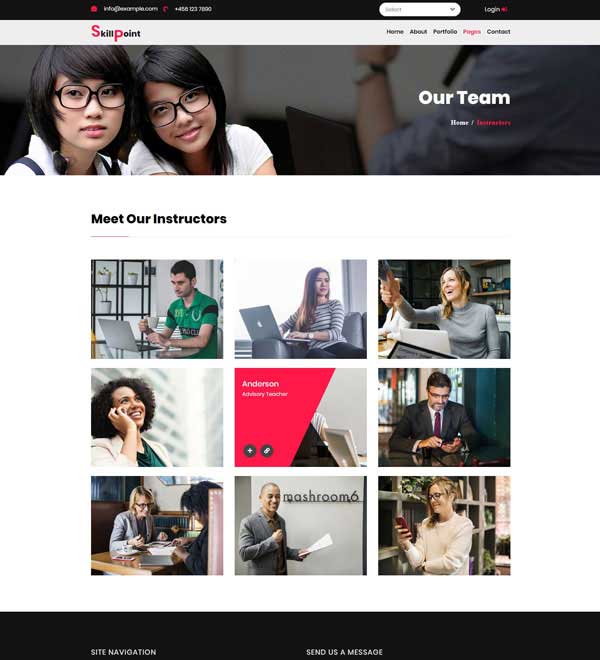 info@example.com +456 123 7890 Select Login
SkillPoint
Home About Portfolio Pages Contact
Our Team
Home / Instructors
Meet Our Instructors
Anderson
Advisory Teacher
mashroom6
SITE NAVIGATION SEND US A MESSAGE